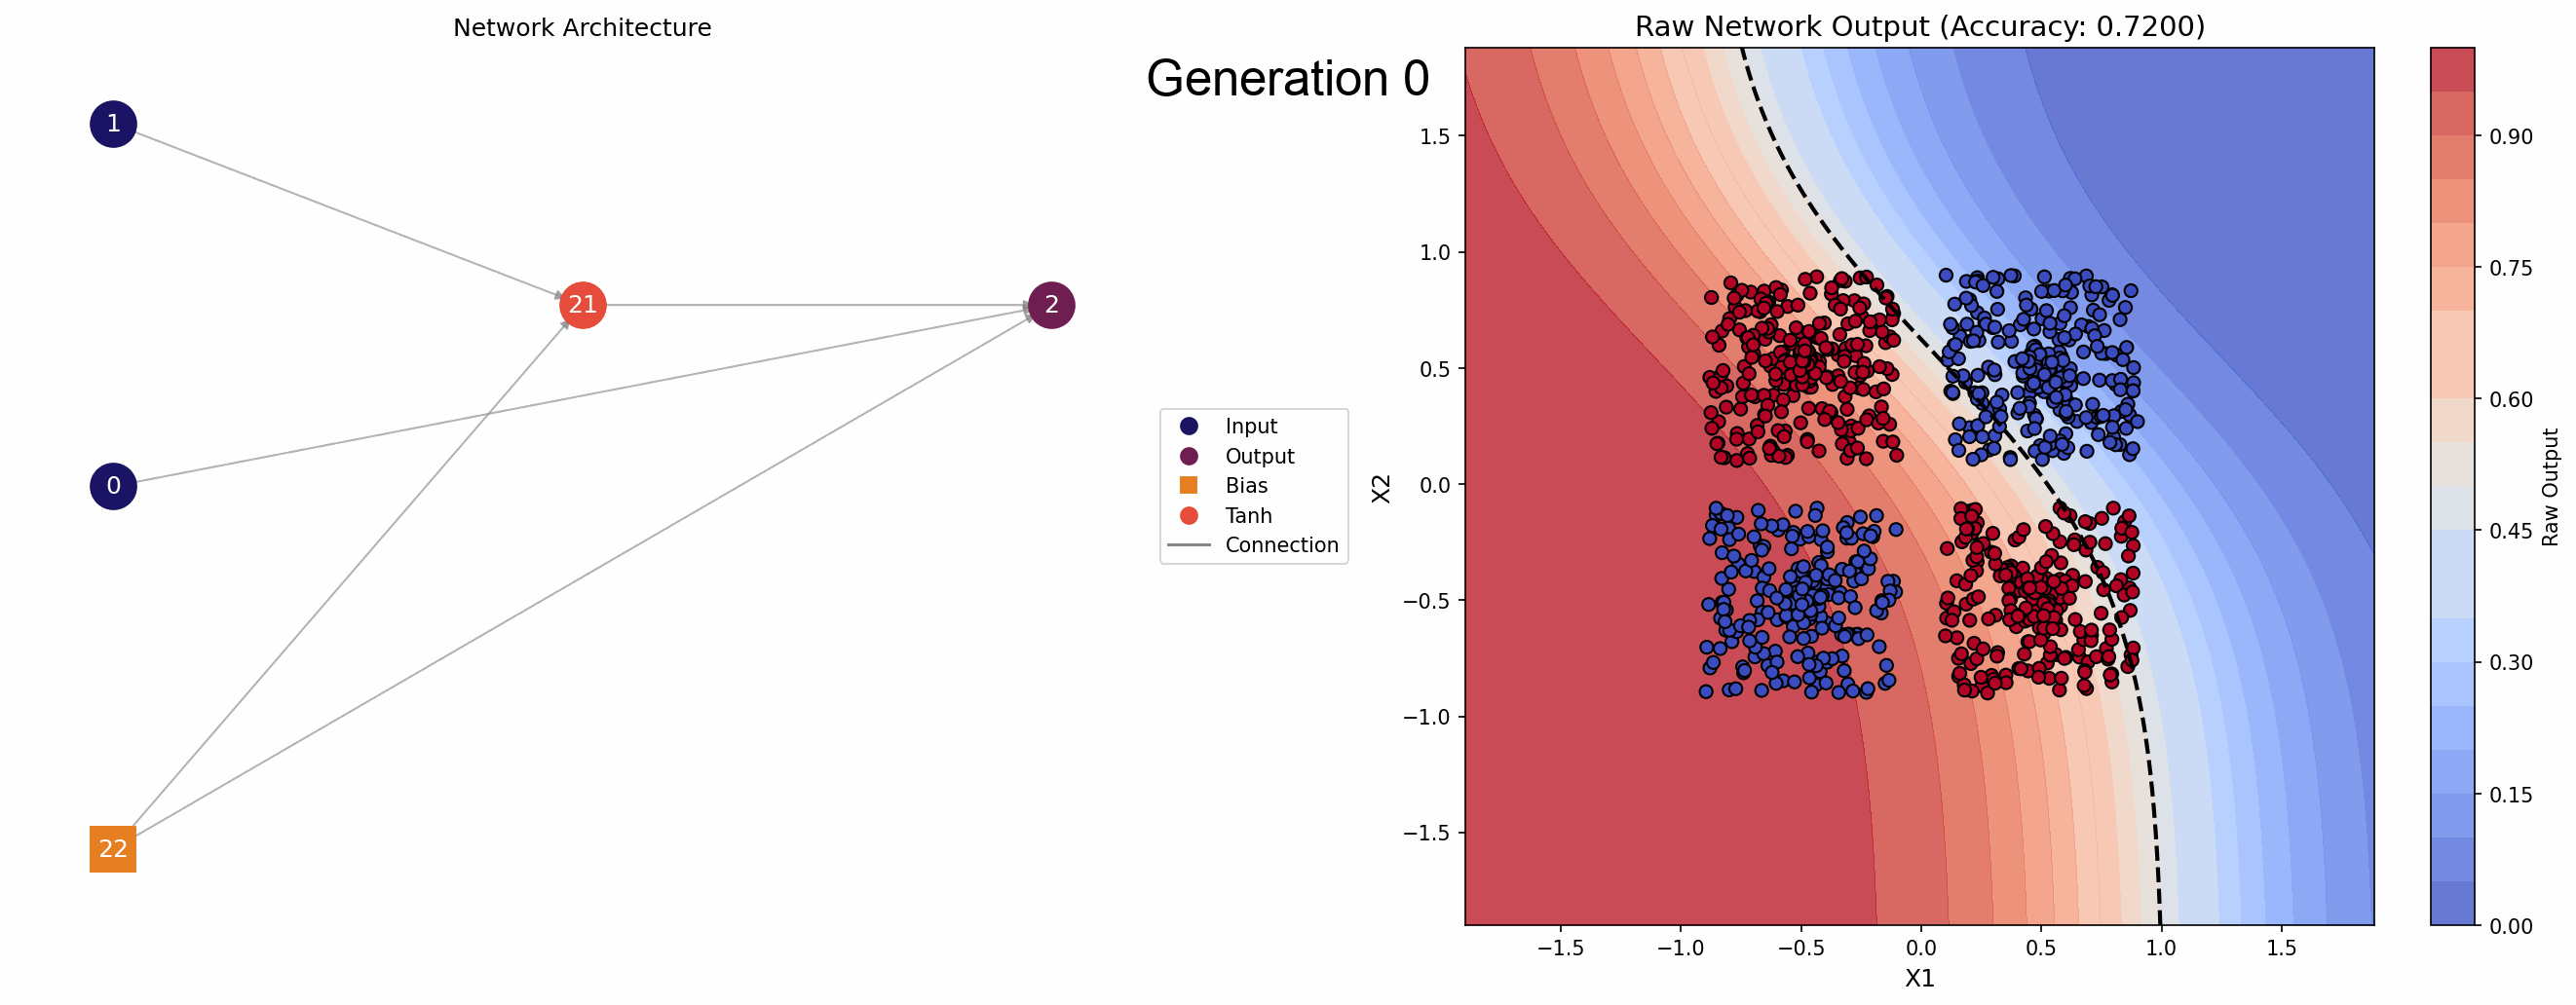 Network Architecture
1
21
2
0
22
Generation 0
Input
Output
Bias
Tanh
Connection
Raw Network Output (Accuracy: 0.7200)
X2
1.5
1.0
0.5
0.0
−0.5
−1.0
−1.5
−1.5
−1.0
−0.5
0.0
0.5
1.0
1.5
X1
0.90
0.75
0.60
0.45
0.30
0.15
0.00
Raw Output